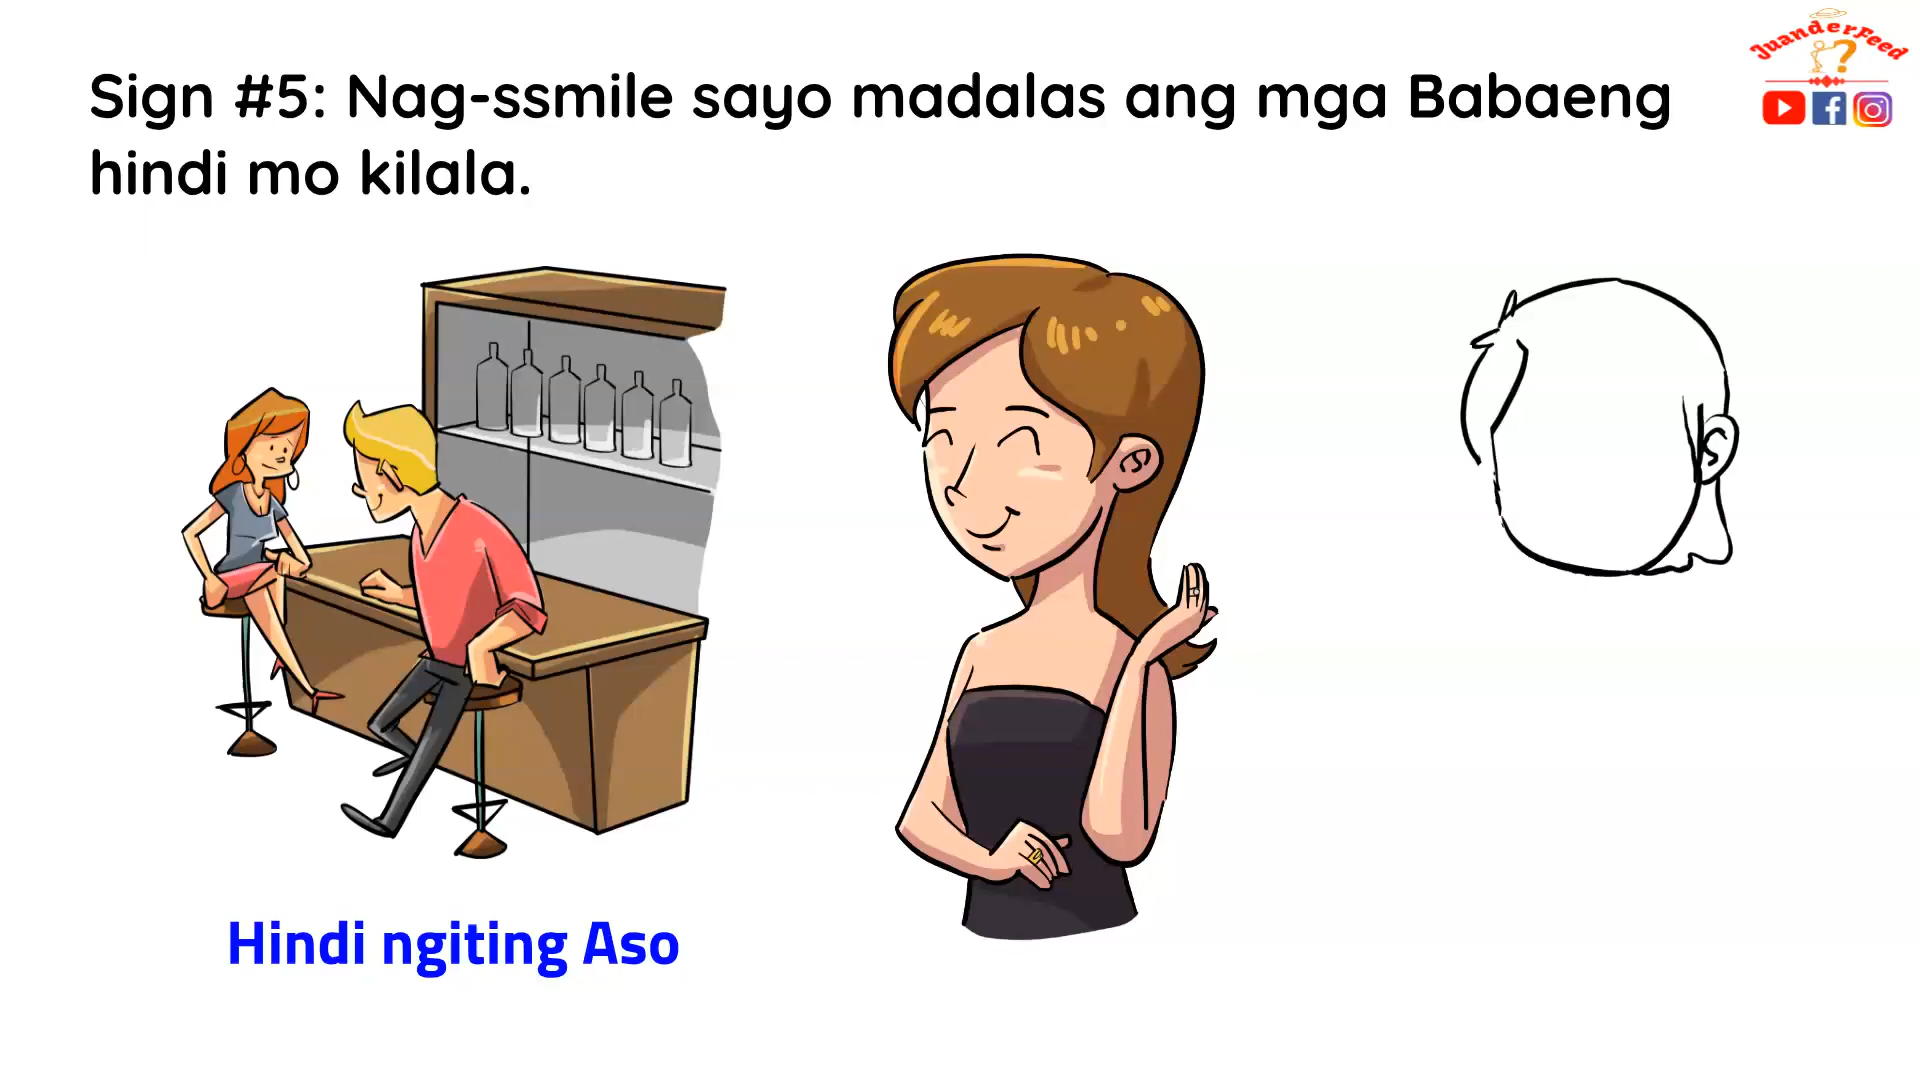 JuanderFeed
Sign #5: Nag-ssmile sayo madalas ang mga Babaeng
hindi mo kilala.
Hindi ngiting Aso